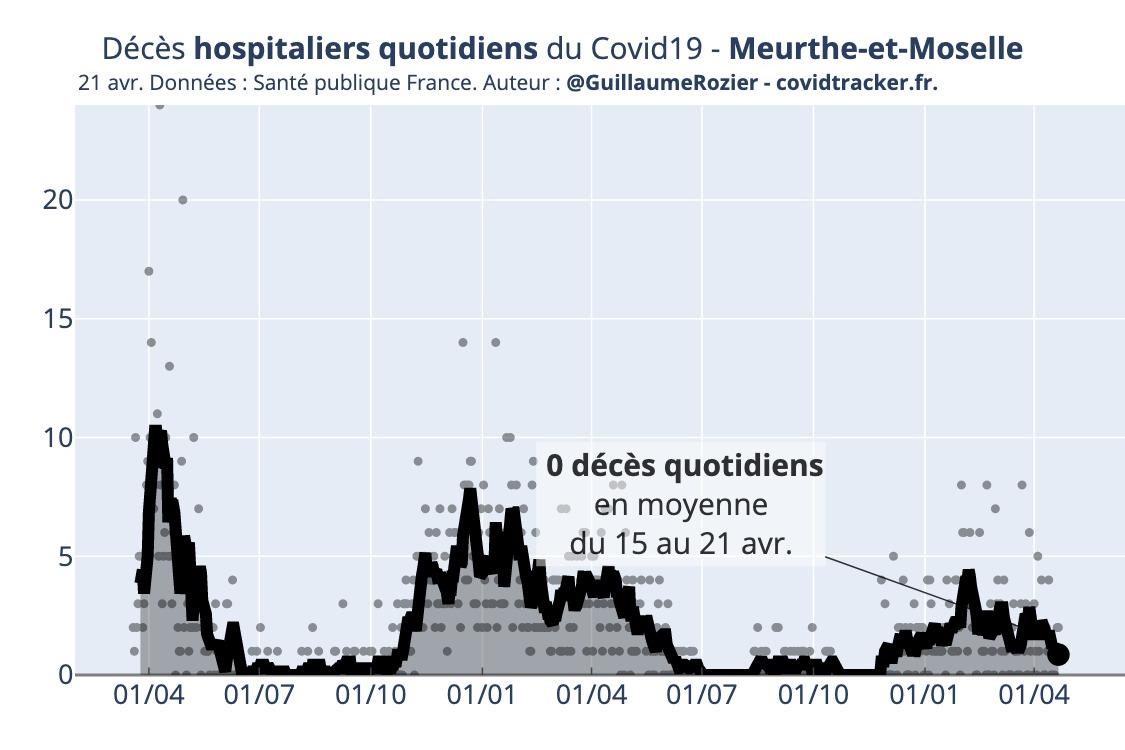 Décès hospitaliers quotidiens du Covid19 - Meurthe-et-Moselle
21 avr. Données : Santé publique France. Auteur : @GuillaumeRozier - covidtracker.fr.
20
15
10
0 décès quotidiens
en moyenne
du 15 au 21 avr.
5
0
01/04 01/07 01/10 01/01 01/04 01/07 01/10 01/01 01/04